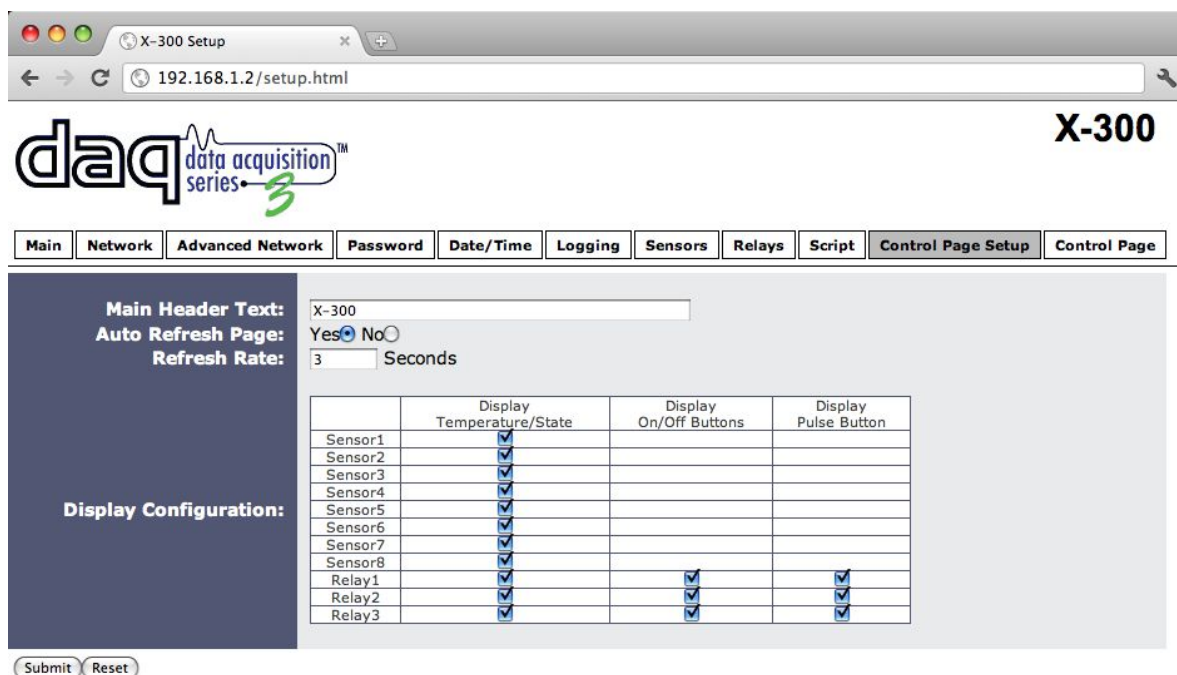 X-300 Setup
192.168.1.2/setup.html
daq data acquisition series 3 ™
X-300
Main Network Advanced Network Password Date/Time Logging Sensors Relays Script Control Page Setup Control Page
Main Header Text: X-300
Auto Refresh Page: Yes No
Refresh Rate: 3 Seconds
Display Configuration:
Display Temperature/State Display On/Off Buttons Display Pulse Button
Sensor1
Sensor2
Sensor3
Sensor4
Sensor5
Sensor6
Sensor7
Sensor8
Relay1
Relay2
Relay3
Submit Reset